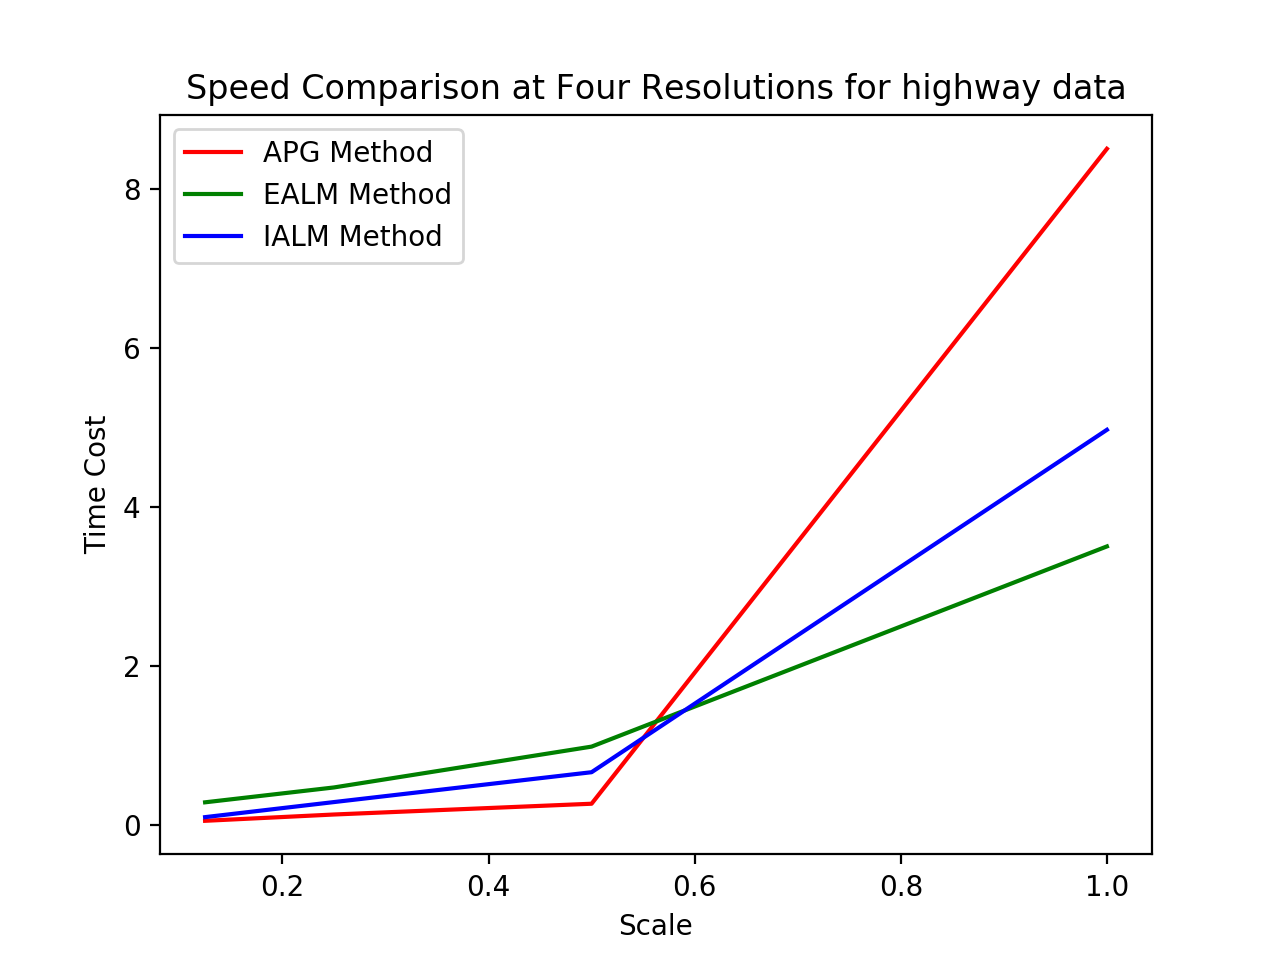 Speed Comparison at Four Resolutions for highway data
APG Method
EALM Method
IALM Method
8
6
4
2
0
Time Cost
0.2 0.4 0.6 0.8 1.0
Scale